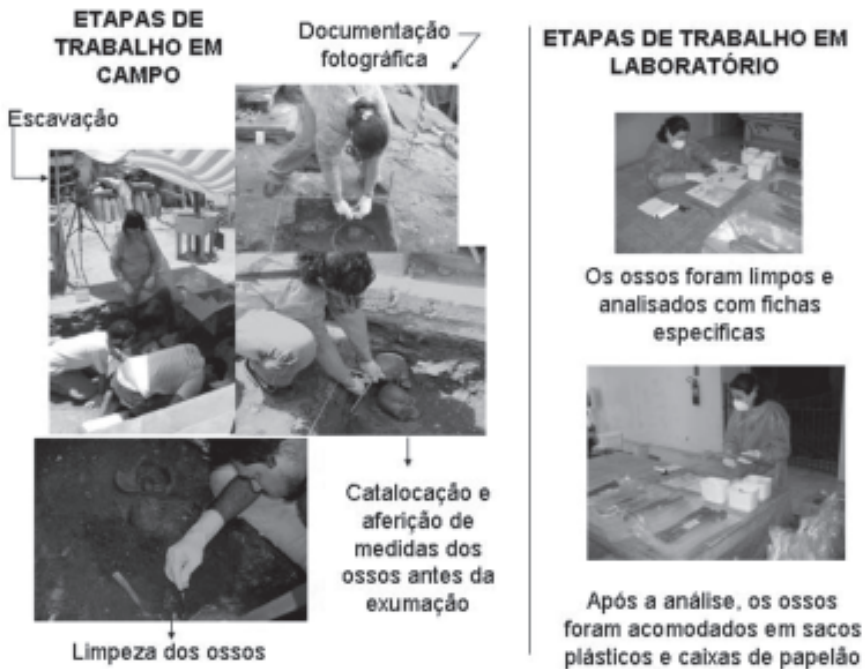 ETAPAS DE
TRABALHO EM
CAMPO
Documentação
fotográfica
Escavação
Catalocação e
aferição de
medidas dos
ossos antes da
exumação
Limpeza dos ossos
ETAPAS DE TRABALHO EM
LABORATÓRIO
Os ossos foram limpos e
analisados com fichas
específicas
Após a análise, os ossos
foram acomodados em sacos
plásticos e caixas de papelão